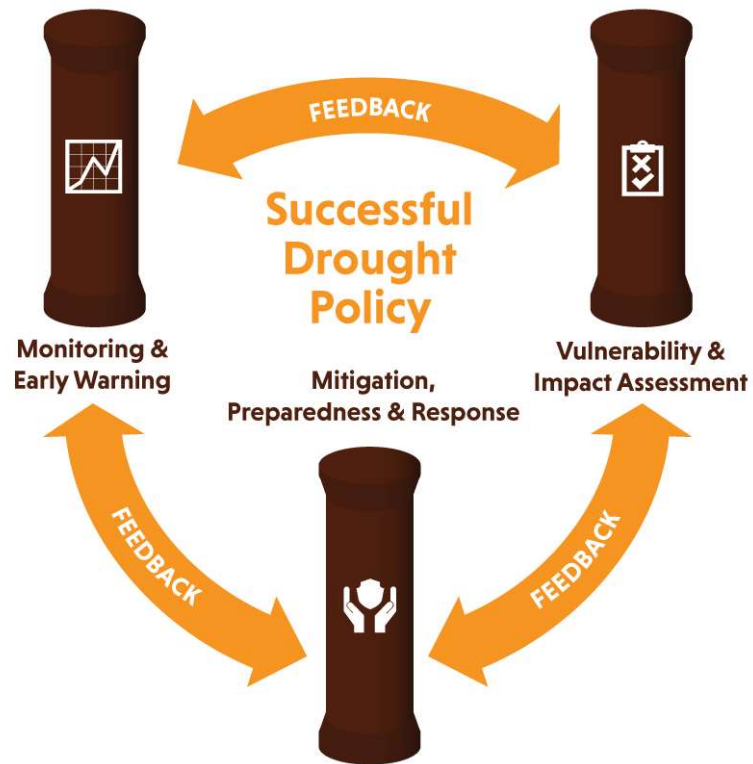 FEEDBACK
Successful
Drought
Policy
Monitoring &
Early Warning
Vulnerability &
Impact Assessment
Mitigation,
Preparedness & Response
FEEDBACK
FEEDBACK